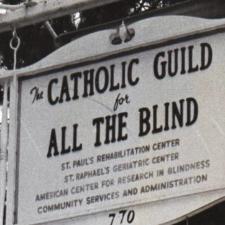 The
CATHOLIC GUILD
for
ALL THE BLIND
ST. PAUL'S REHABILITATION CENTER
ST. RAPHAEL'S GERIATRIC CENTER
AMERICAN CENTER FOR RESEARCH IN BLINDNESS
COMMUNITY SERVICES AND ADMINISTRATION
770